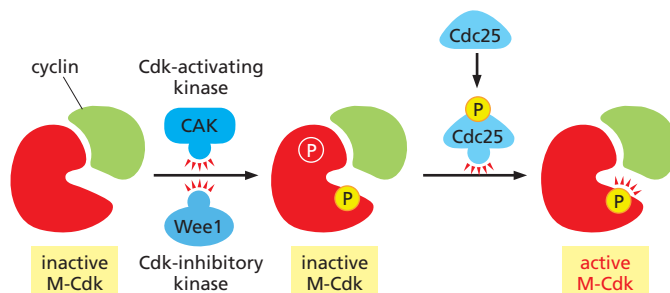 Cdc25
cyclin
Cdk-activating
kinase
CAK
P
P
Cdc25
P
P
Wee1
inactive
M-Cdk
Cdk-inhibitory
kinase
inactive
M-Cdk
active
M-Cdk